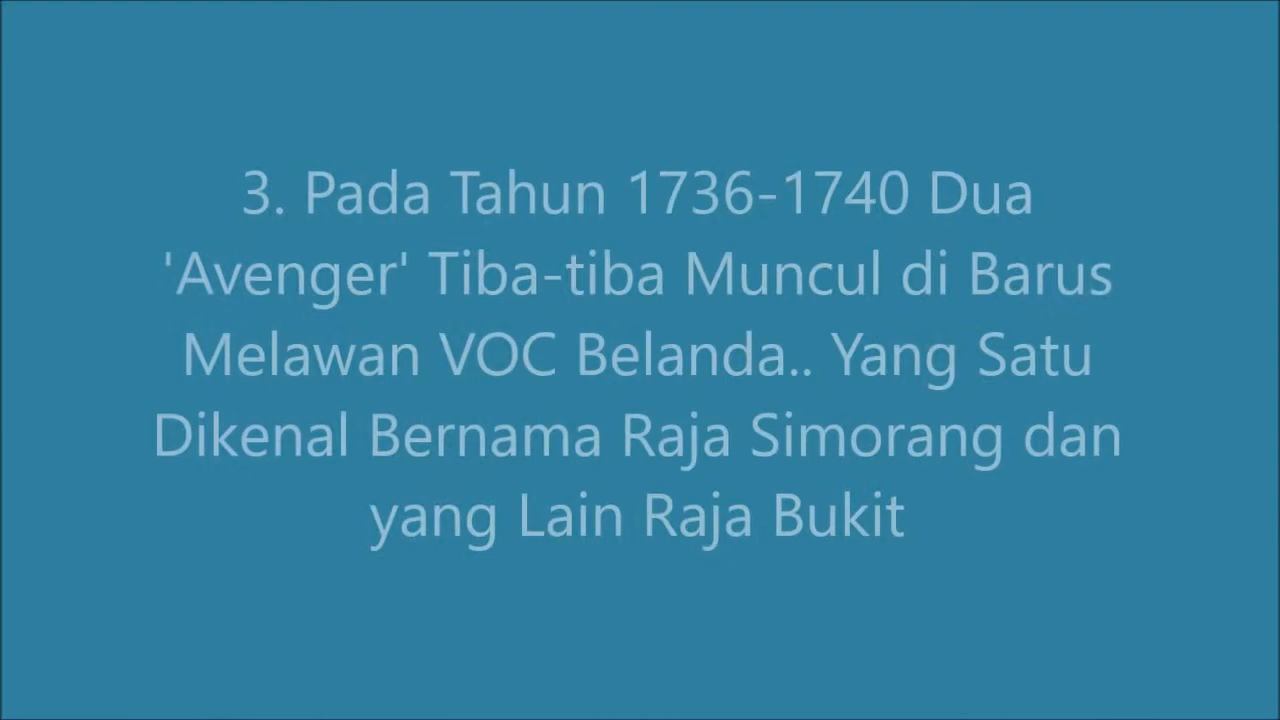 3. Pada Tahun 1736-1740 Dua
'Avenger' Tiba-tiba Muncul di Barus
Melawan VOC Belanda.. Yang Satu
Dikenal Bernama Raja Simorang dan
yang Lain Raja Bukit